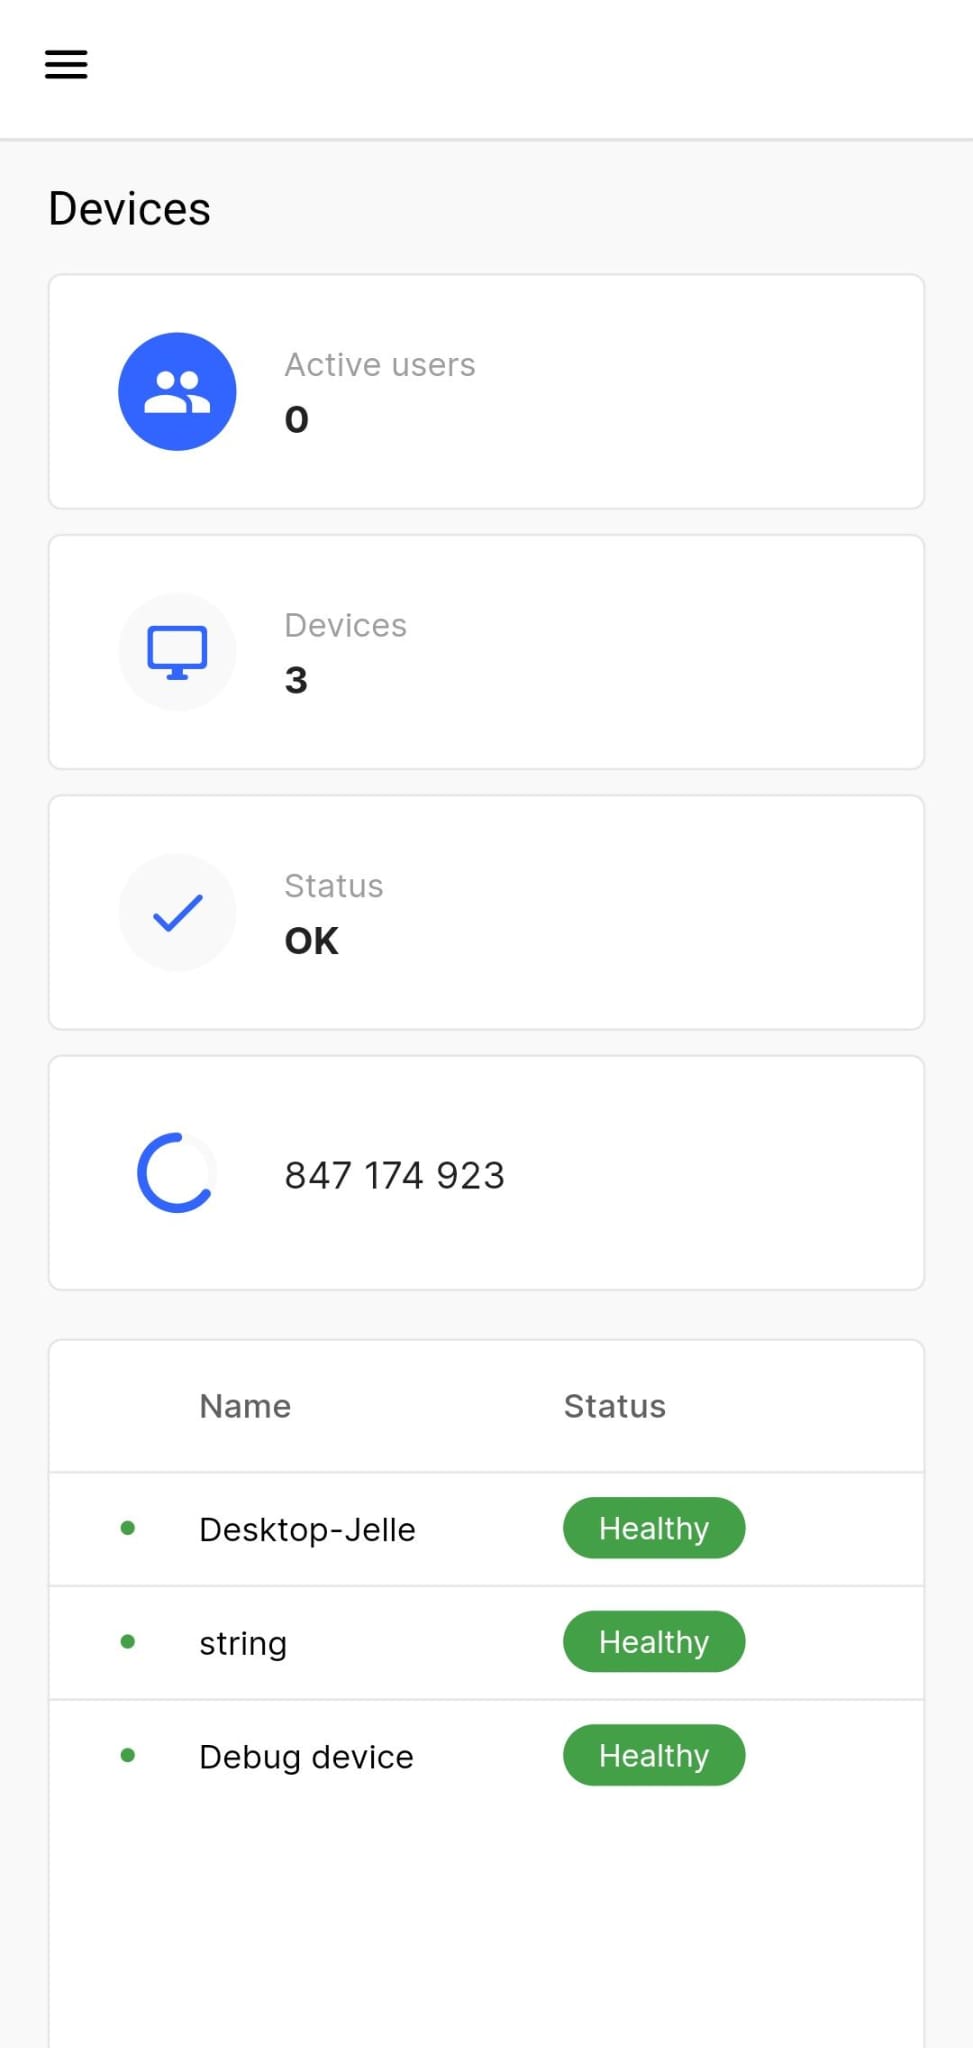 Devices
Active users
0
Devices
3
Status
OK
847 174 923
Name Status
Desktop-Jelle Healthy
string Healthy
Debug device Healthy